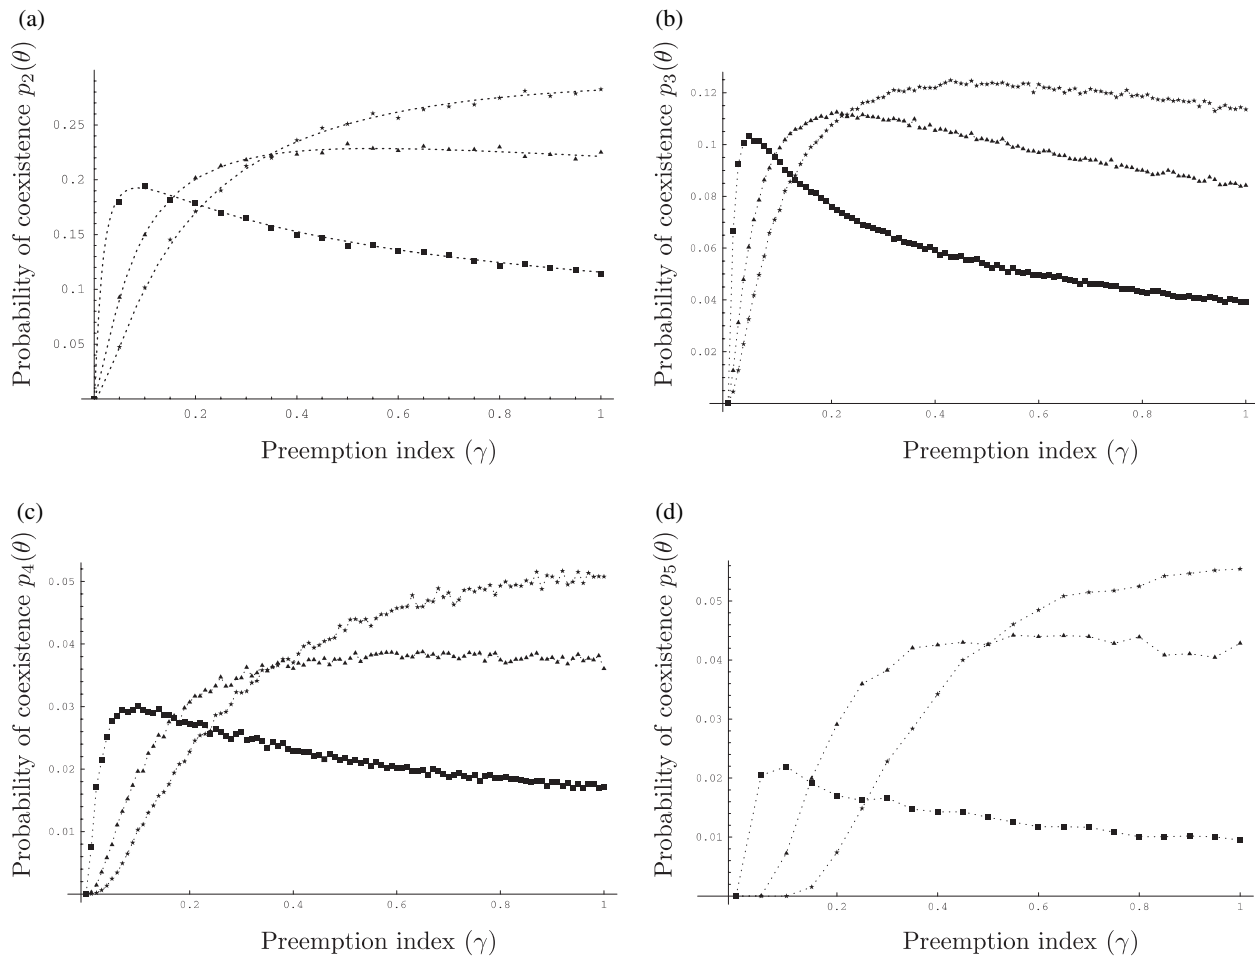 (a)
Probability of coexistence p₂(θ)
0.25
0.2
0.15
0.1
0.05
0.2 0.4 0.6 0.8 1
Preemption index (γ)
(b)
Probability of coexistence p₃(θ)
0.12
0.1
0.08
0.06
0.04
0.02
0.2 0.4 0.6 0.8 1
Preemption index (γ)
(c)
Probability of coexistence p₄(θ)
0.05
0.04
0.03
0.02
0.01
0.2 0.4 0.6 0.8 1
Preemption index (γ)
(d)
Probability of coexistence p₅(θ)
0.05
0.04
0.03
0.02
0.01
0.2 0.4 0.6 0.8 1
Preemption index (γ)